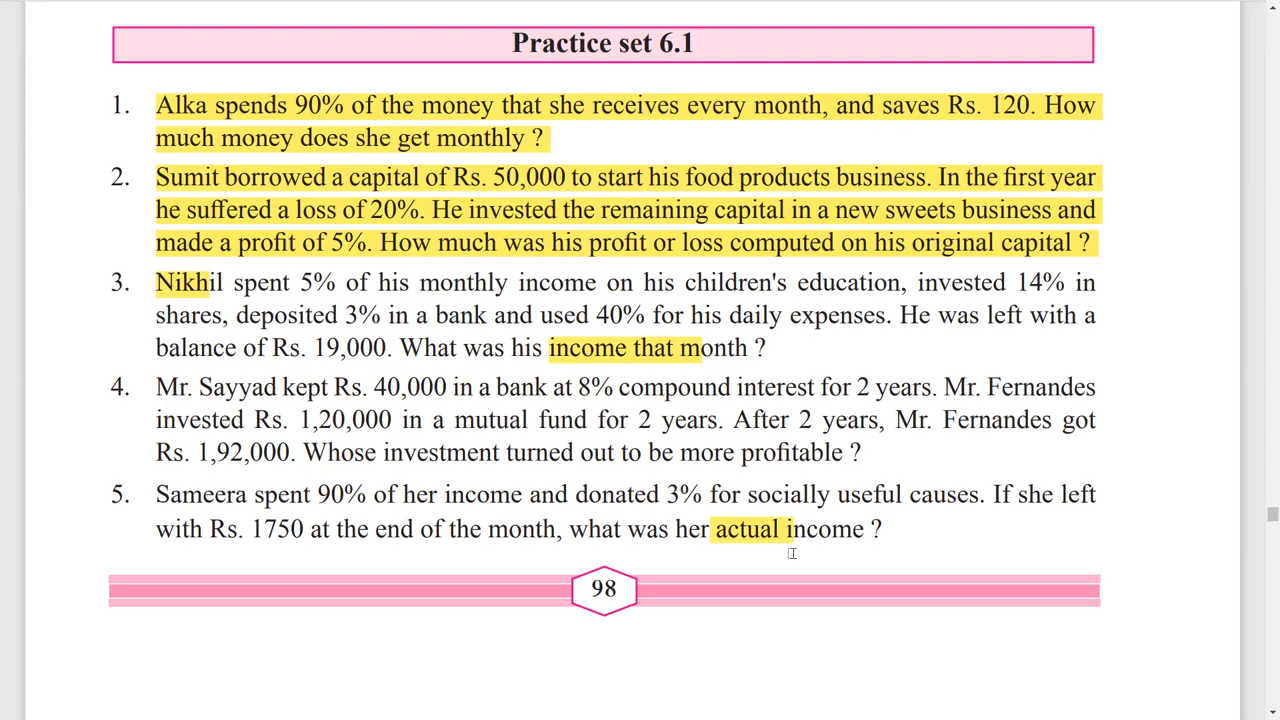 Practice set 6.1
1. Alka spends 90% of the money that she receives every month, and saves Rs. 120. How
much money does she get monthly ?
2. Sumit borrowed a capital of Rs. 50,000 to start his food products business. In the first year
he suffered a loss of 20%. He invested the remaining capital in a new sweets business and
made a profit of 5%. How much was his profit or loss computed on his original capital ?
3. Nikhil spent 5% of his monthly income on his children's education, invested 14% in
shares, deposited 3% in a bank and used 40% for his daily expenses. He was left with a
balance of Rs. 19,000. What was his income that month ?
4. Mr. Sayyad kept Rs. 40,000 in a bank at 8% compound interest for 2 years. Mr. Fernandes
invested Rs. 1,20,000 in a mutual fund for 2 years. After 2 years, Mr. Fernandes got
Rs. 1,92,000. Whose investment turned out to be more profitable ?
5. Sameera spent 90% of her income and donated 3% for socially useful causes. If she left
with Rs. 1750 at the end of the month, what was her actual income ?
98